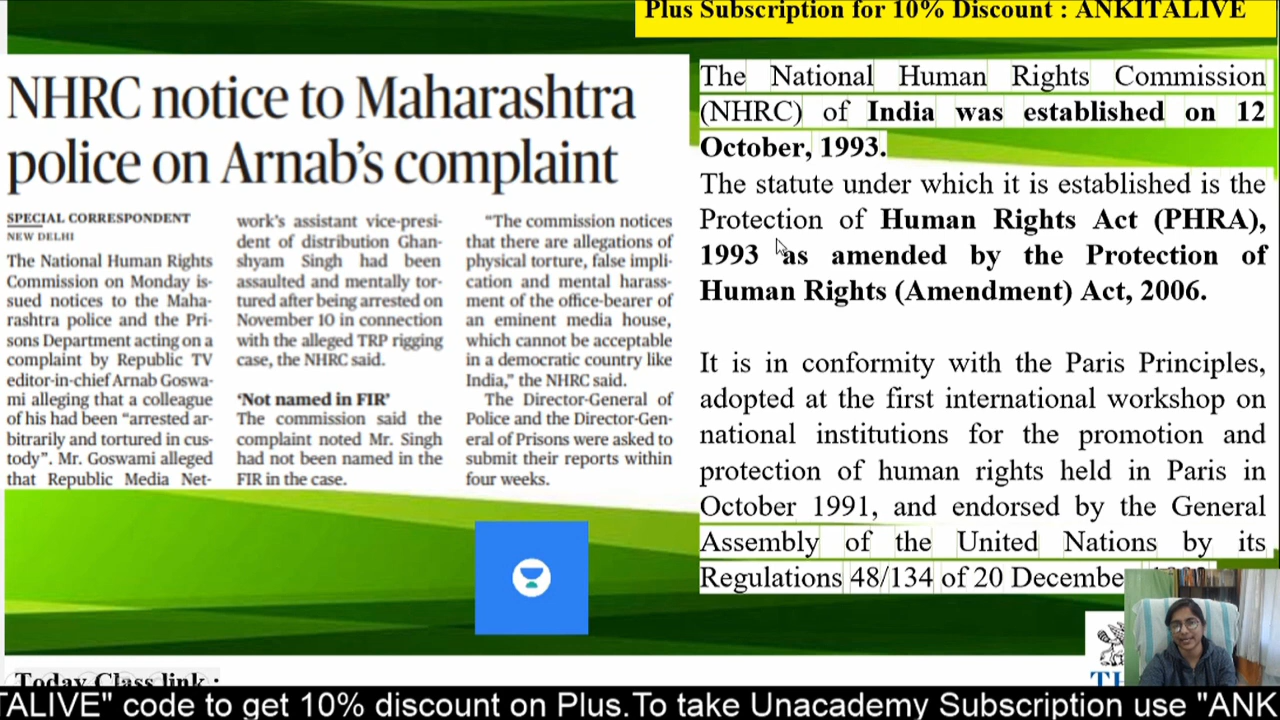 Plus Subscription for 10% Discount : ANKITALIVE
NHRC notice to Maharashtra
police on Arnab's complaint
SPECIAL CORRESPONDENT
NEW DELHI
The National Human Rights
Commission on Monday is-
sued notices to the Maha-
rashtra police and the Pri-
sons Department acting on a
complaint by Republic TV
editor-in-chief Arnab Goswa-
mi alleging that a colleague
of his had been “arrested ar-
bitrarily and tortured in cus-
tody”. Mr. Goswami alleged
that Republic Media Net-
work's assistant vice-presi-
dent of distribution Ghan-
shyam Singh had been
assaulted and mentally tor-
tured after being arrested on
November 10 in connection
with the alleged TRP rigging
case, the NHRC said.
‘Not named in FIR’
The commission said the
complaint noted Mr. Singh
had not been named in the
FIR in the case.
“The commission notices
that there are allegations of
physical torture, false impli-
cation and mental harass-
ment of the office-bearer of
an eminent media house,
which cannot be acceptable
in a democratic country like
India,” the NHRC said.
The Director-General of
Police and the Director-Gen-
eral of Prisons were asked to
submit their reports within
four weeks.
The National Human Rights Commission
(NHRC) of India was established on 12
October, 1993.
The statute under which it is established is the
Protection of Human Rights Act (PHRA),
1993 as amended by the Protection of
Human Rights (Amendment) Act, 2006.
It is in conformity with the Paris Principles,
adopted at the first international workshop on
national institutions for the promotion and
protection of human rights held in Paris in
October 1991, and endorsed by the General
Assembly of the United Nations by its
Regulations 48/134 of 20 Decembe
Today Class link :
TH
TALIVE" code to get 10% discount on Plus.To take Unacademy Subscription use "ANK